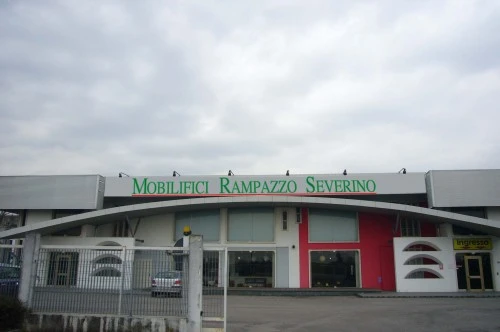 MOBILIFICI RAMPAZZO SEVERINO
Ingresso